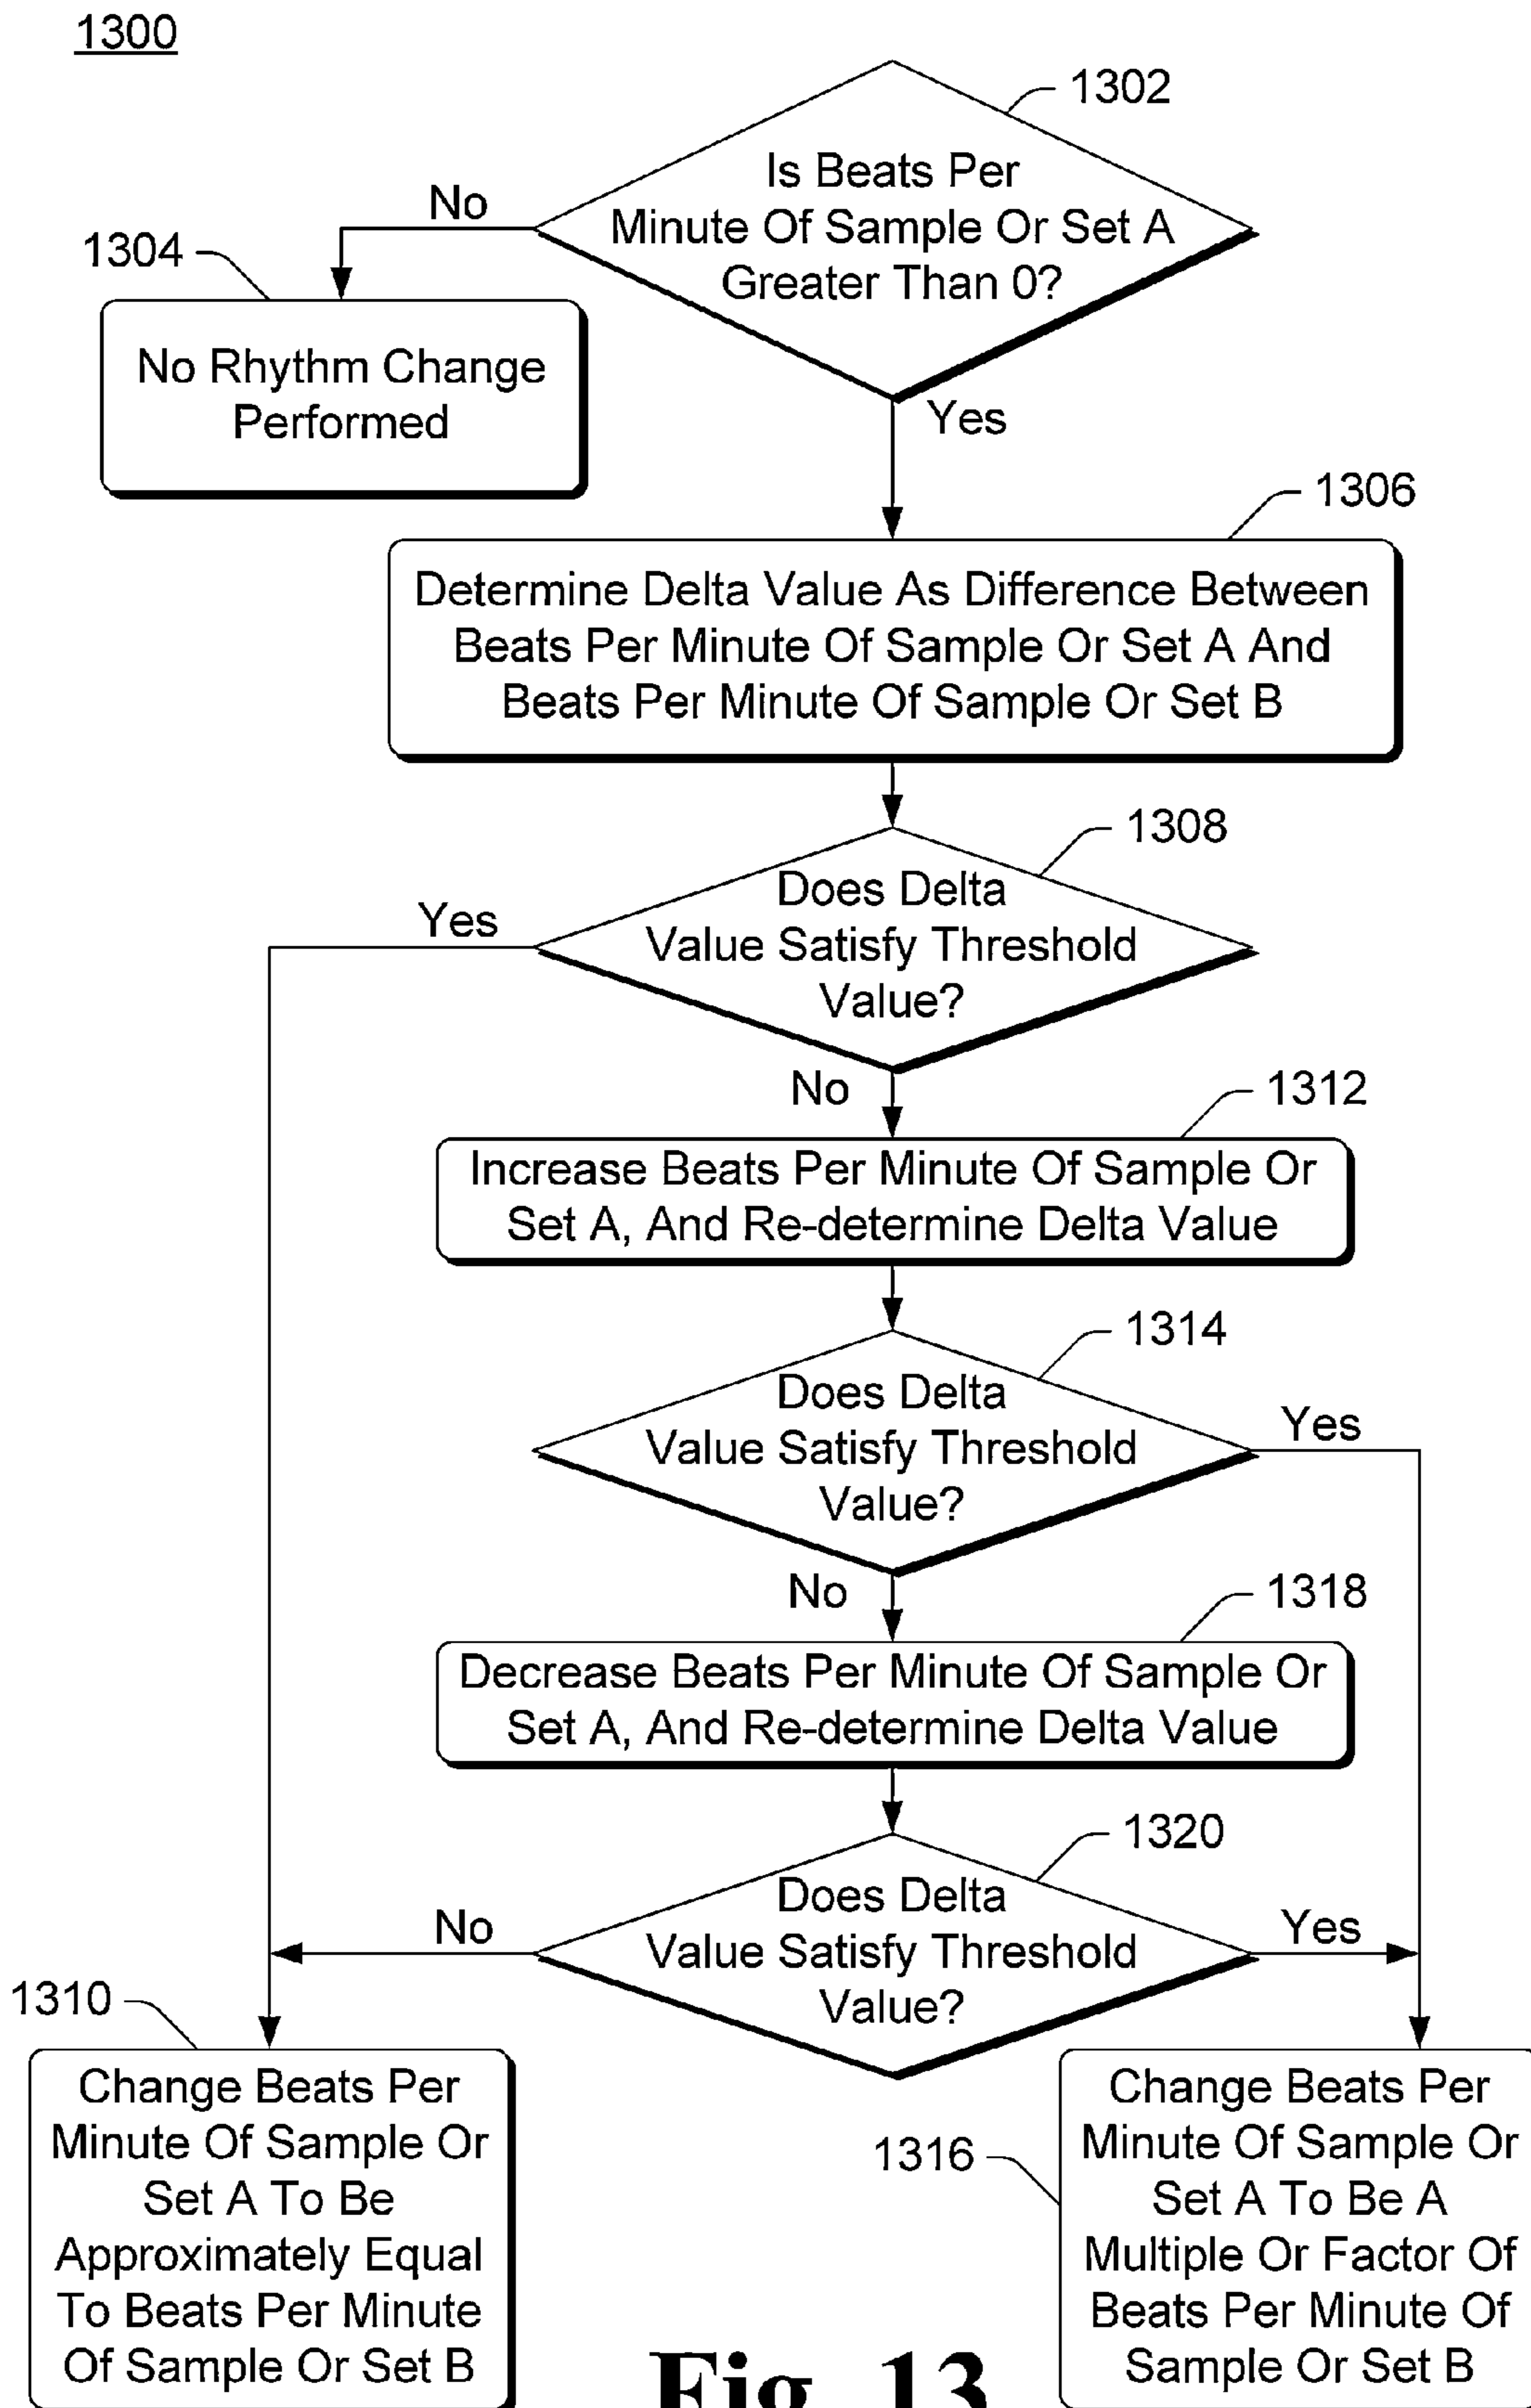 1300
1302
Is Beats Per
Minute Of Sample Or Set A
Greater Than 0?
No
1304
No Rhythm Change
Performed
Yes
1306
Determine Delta Value As Difference Between
Beats Per Minute Of Sample Or Set A And
Beats Per Minute Of Sample Or Set B
1308
Does Delta
Value Satisfy Threshold
Value?
Yes
No
1312
Increase Beats Per Minute Of Sample Or
Set A, And Re-determine Delta Value
1314
Does Delta
Value Satisfy Threshold
Value?
Yes
No
1318
Decrease Beats Per Minute Of Sample Or
Set A, And Re-determine Delta Value
1320
Does Delta
Value Satisfy Threshold
Value?
No
Yes
1310
Change Beats Per
Minute Of Sample Or
Set A To Be
Approximately Equal
To Beats Per Minute
Of Sample Or Set B
1316
Change Beats Per
Minute Of Sample Or
Set A To Be A
Multiple Or Factor Of
Beats Per Minute Of
Sample Or Set B
Fig. 13